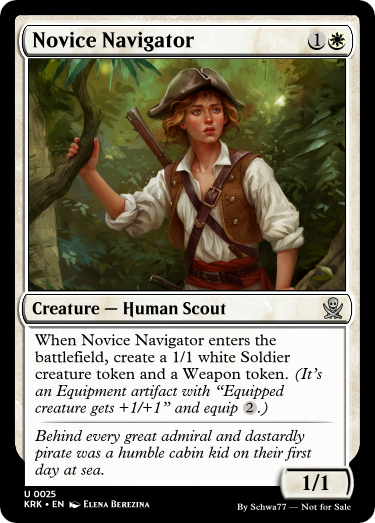 Novice Navigator 1
Creature — Human Scout
When Novice Navigator enters the
battlefield, create a 1/1 white Soldier
creature token and a Weapon token. (It's
an Equipment artifact with “Equipped
creature gets +1/+1” and equip 2.)
Behind every great admiral and dastardly
pirate was a humble cabin kid on their first
day at sea.
1/1
U 0025
KRK • EN Elena Berezina
By Schwa77 — Not for Sale